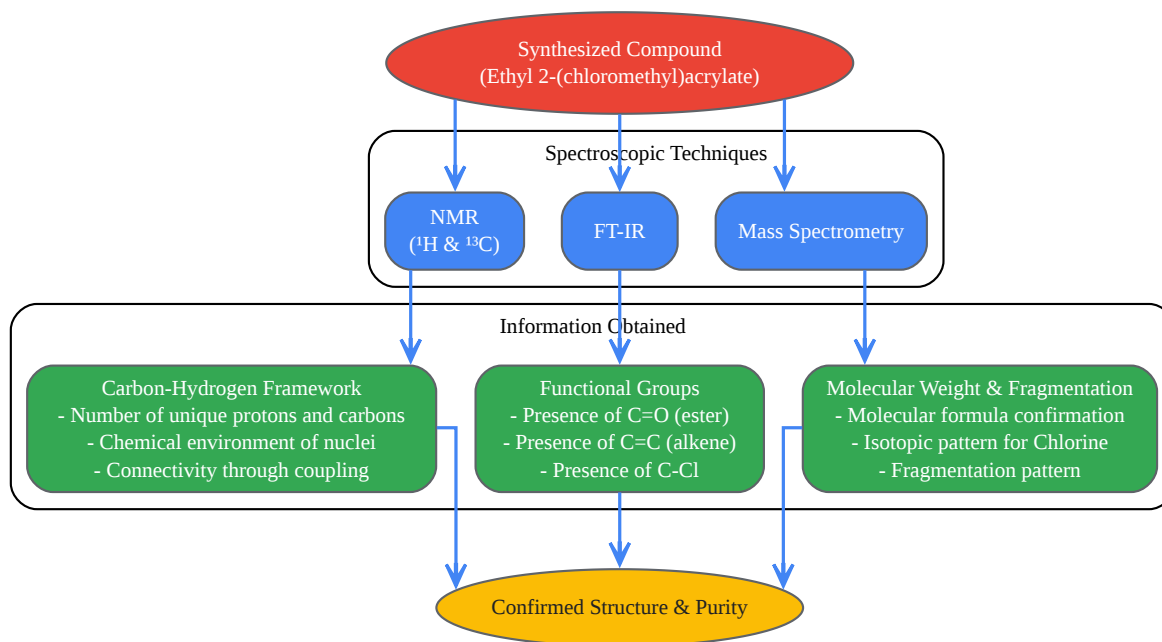 Synthesized Compound
(Ethyl 2-(chloromethyl)acrylate)
Spectroscopic Techniques
NMR
(¹H & ¹³C)
FT-IR
Mass Spectrometry
Information Obtained
Carbon-Hydrogen Framework
- Number of unique protons and carbons
- Chemical environment of nuclei
- Connectivity through coupling
Functional Groups
- Presence of C=O (ester)
- Presence of C=C (alkene)
- Presence of C-Cl
Molecular Weight & Fragmentation
- Molecular formula confirmation
- Isotopic pattern for Chlorine
- Fragmentation pattern
Confirmed Structure & Purity